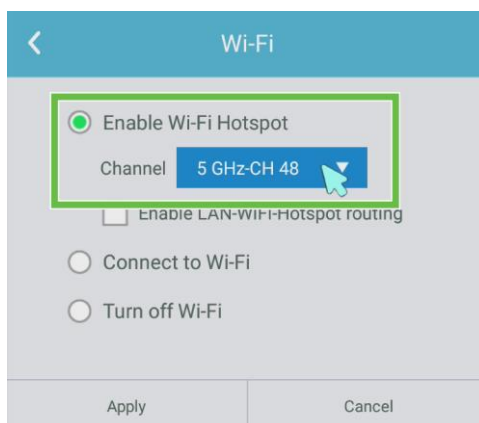 Wi-Fi
Enable Wi-Fi Hotspot
Channel 5 GHz-CH 48
Enable LAN-WiFi-Hotspot routing
Connect to Wi-Fi
Turn off Wi-Fi
Apply Cancel